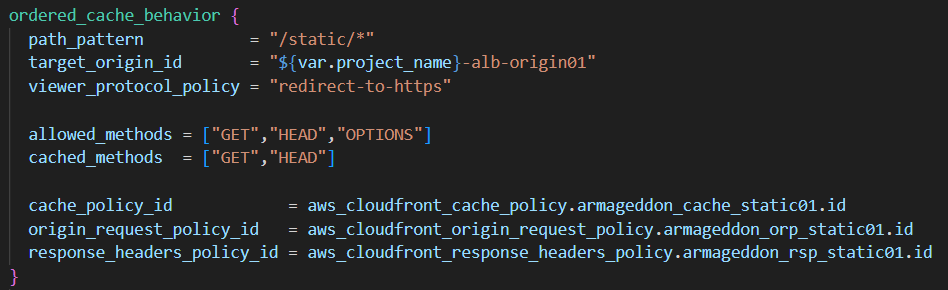 ordered_cache_behavior {
  path_pattern           = "/static/*"
  target_origin_id       = "${var.project_name}-alb-origin01"
  viewer_protocol_policy = "redirect-to-https"

  allowed_methods = ["GET","HEAD","OPTIONS"]
  cached_methods  = ["GET","HEAD"]

  cache_policy_id            = aws_cloudfront_cache_policy.armageddon_cache_static01.id
  origin_request_policy_id   = aws_cloudfront_origin_request_policy.armageddon_orp_static01.id
  response_headers_policy_id = aws_cloudfront_response_headers_policy.armageddon_rsp_static01.id
}